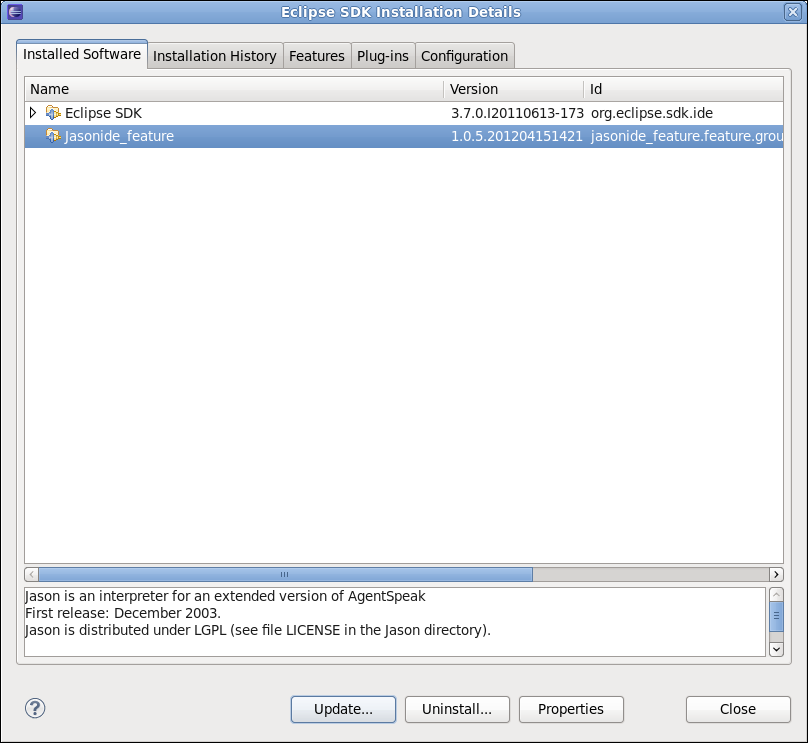 Eclipse SDK Installation Details
Installed Software Installation History Features Plug-ins Configuration
Name Version Id
Eclipse SDK 3.7.0.I20110613-173 org.eclipse.sdk.ide
Jasonide_feature 1.0.5.201204151421 jasonide_feature.feature.grou
Jason is an interpreter for an extended version of AgentSpeak
First release: December 2003.
Jason is distributed under LGPL (see file LICENSE in the Jason directory).
? Update... Uninstall... Properties Close